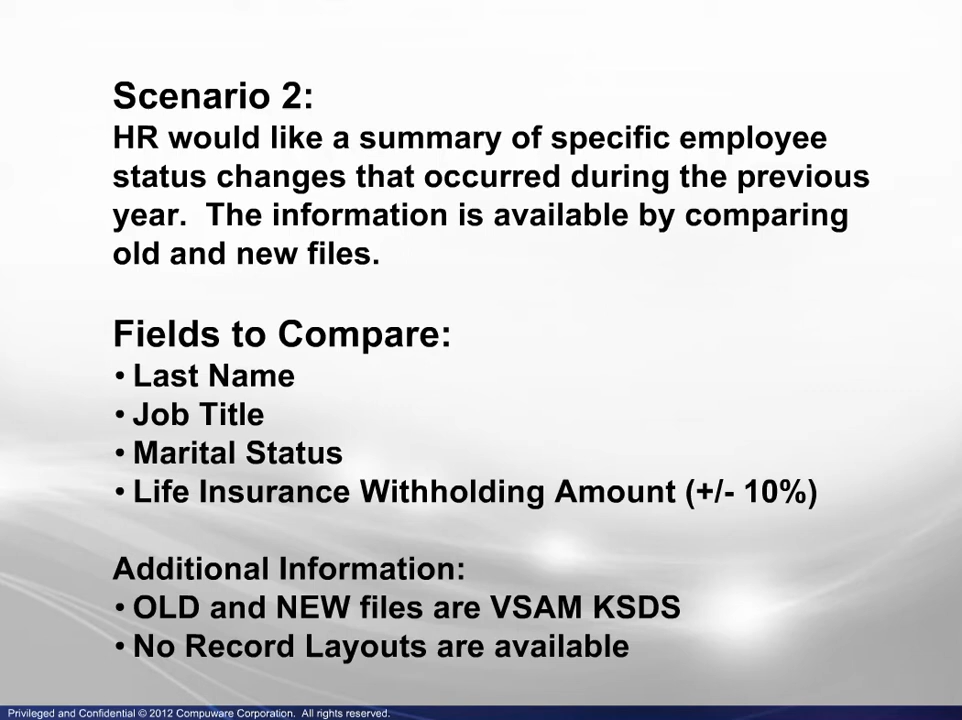 Scenario 2:
HR would like a summary of specific employee
status changes that occurred during the previous
year.  The information is available by comparing
old and new files.
Fields to Compare:
• Last Name
• Job Title
• Marital Status
• Life Insurance Withholding Amount (+/- 10%)
Additional Information:
• OLD and NEW files are VSAM KSDS
• No Record Layouts are available
Privileged and Confidential © 2012 Compuware Corporation.  All rights reserved.